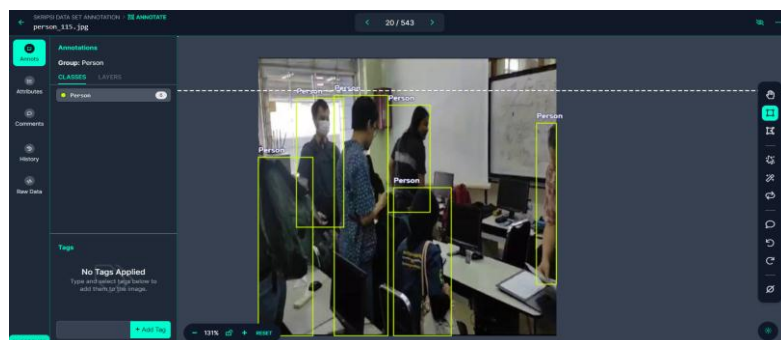 SKRIPSI DATA SET ANNOTATION > ANNOTATE
person_115.jpg
20 / 543
Annotate
Attributes
Comments
History
Raw Data
Annotations
Group: Person
CLASSES LAYERS
Person
Tags
No Tags Applied
Type and select tags below to
add them to the image.
+ Add Tag
Person
Person
Person
Person
Person
Person
131%
RESET